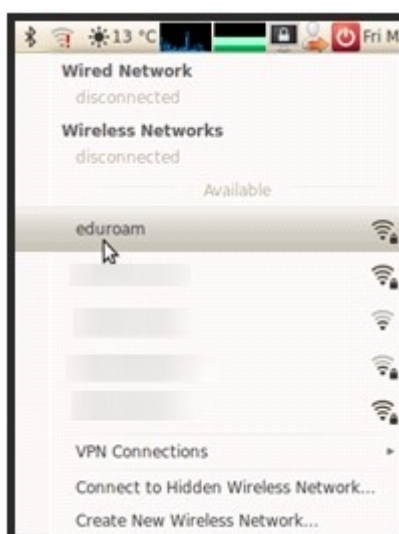 13 °C Fri M
Wired Network
disconnected
Wireless Networks
disconnected
Available
eduroam
VPN Connections
Connect to Hidden Wireless Network...
Create New Wireless Network...